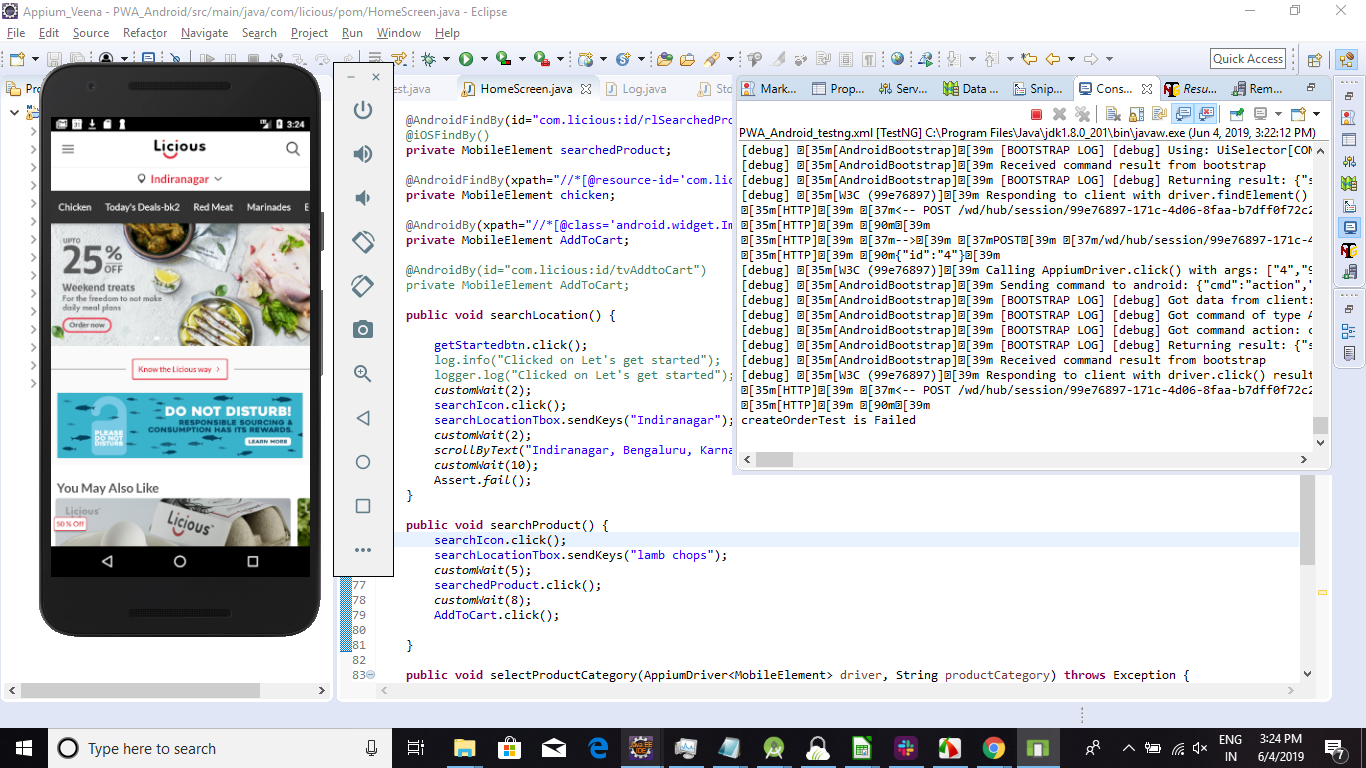 Appium_Veena - PWA_Android/src/main/java/com/licious/pom/HomeScreen.java - Eclipse
File Edit Source Refactor Navigate Search Project Run Window Help
Quick Access
est.java HomeScreen.java Log.java
Mark... Prop... Serv... Data ... Snip... Cons... Resu... Rem...
PWA_Android_testng.xml [TestNG] C:\Program Files\Java\jdk1.8.0_201\bin\javaw.exe (Jun 4, 2019, 3:22:12 PM)
[debug] [35m[AndroidBootstrap][39m [BOOTSTRAP LOG] [debug] Using: UiSelector[CON
[debug] [35m[AndroidBootstrap][39m Received command result from bootstrap
[debug] [35m[AndroidBootstrap][39m [BOOTSTRAP LOG] [debug] Returning result: {"s
[debug] [35m[W3C (99e76897)][39m Responding to client with driver.findElement()
[35m[HTTP][39m [37m<-- POST /wd/hub/session/99e76897-171c-4d06-8faa-b7dff0f72c2
[35m[HTTP][39m [90m[39m
[35m[HTTP][39m [37m-->[39m [37mPOST[39m [37m/wd/hub/session/99e76897-171c-4
[35m[HTTP][39m [90m{"id":"4"}[39m
[debug] [35m[W3C (99e76897)][39m Calling AppiumDriver.click() with args: ["4","9
[debug] [35m[AndroidBootstrap][39m Sending command to android: {"cmd":"action","
[debug] [35m[AndroidBootstrap][39m [BOOTSTRAP LOG] [debug] Got data from client:
[debug] [35m[AndroidBootstrap][39m [BOOTSTRAP LOG] [debug] Got command of type A
[debug] [35m[AndroidBootstrap][39m [BOOTSTRAP LOG] [debug] Got command action: c
[debug] [35m[AndroidBootstrap][39m [BOOTSTRAP LOG] [debug] Returning result: {"s
[debug] [35m[AndroidBootstrap][39m Received command result from bootstrap
[debug] [35m[W3C (99e76897)][39m Responding to client with driver.click() result
[35m[HTTP][39m [37m<-- POST /wd/hub/session/99e76897-171c-4d06-8faa-b7dff0f72c2
[35m[HTTP][39m [90m[39m
createOrderTest is Failed
@AndroidFindBy(id="com.licious:id/rlSearchedPro
@iOSFindBy()
private MobileElement searchedProduct;
@AndroidFindBy(xpath="//*[@resource-id='com.lic
private MobileElement chicken;
@AndroidBy(xpath="//*[@class='android.widget.Im
private MobileElement AddToCart;
@AndroidBy(id="com.licious:id/tvAddtoCart")
private MobileElement AddToCart;
public void searchLocation() {
getStartedbtn.click();
log.info("Clicked on Let's get started");
logger.log("Clicked on Let's get started");
customWait(2);
searchIcon.click();
searchLocationTbox.sendKeys("Indiranagar");
customWait(2);
scrollByText("Indiranagar, Bengaluru, Karna
customWait(10);
Assert.fail();
}
public void searchProduct() {
searchIcon.click();
searchLocationTbox.sendKeys("lamb chops");
customWait(5);
77 searchedProduct.click();
78 customWait(8);
79 AddToCart.click();
80
81 }
82
83 public void selectProductCategory(AppiumDriver<MobileElement> driver, String productCategory) throws Exception {
3:24
Licious
Indiranagar
Chicken Today's Deals-bk2 Red Meat Marinades
UPTO
25% OFF
Weekend treats
For the freedom to not make
daily meal plans
Order now
Know the Licious way
DO NOT DISTURB!
RESPONSIBLE SOURCING &
CONSUMPTION HAS ITS REWARDS.
PLEASE
DO NOT
DISTURB
LEARN MORE
You May Also Like
Licious
Licious
50 % Off
Type here to search
ENG
IN
3:24 PM
6/4/2019
7